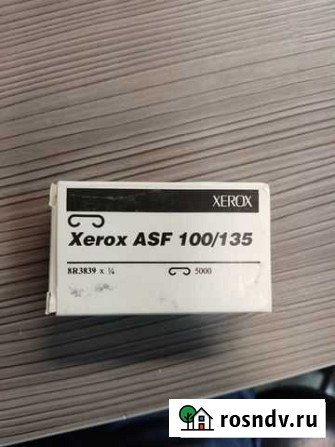 XEROX
Xerox ASF 100/135
8R3839 x ¼ 5000
rosndv.ru